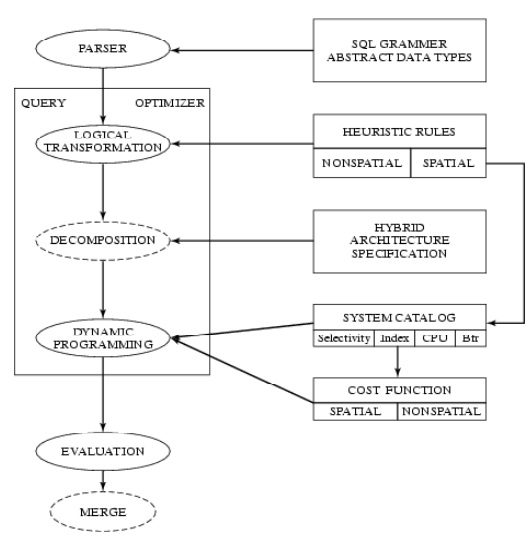 PARSER
SQL GRAMMER
ABSTRACT DATA TYPES
QUERY OPTIMIZER
LOGICAL
TRANSFORMATION
HEURISTIC RULES
NONSPATIAL SPATIAL
DECOMPOSITION
HYBRID
ARCHITECTURE
SPECIFICATION
DYNAMIC
PROGRAMMING
SYSTEM CATALOG
Selectivity Index CPU Bfr
COST FUNCTION
SPATIAL NONSPATIAL
EVALUATION
MERGE